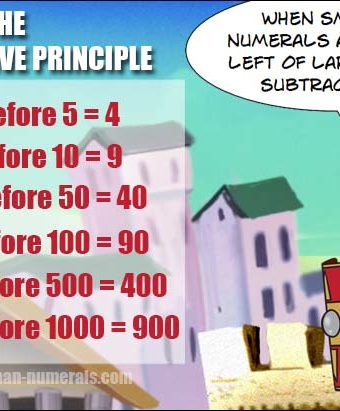 THE
VE PRINCIPLE
efore 5 = 4
fore 10 = 9
efore 50 = 40
fore 100 = 90
ore 500 = 400
ore 1000 = 900
man-numerals.com
WHEN SM
NUMERALS A
LEFT OF LAR
SUBTRAC